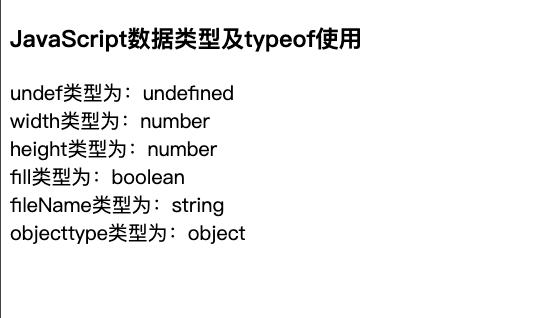 JavaScript数据类型及typeof使用
undef类型为：undefined
width类型为：number
height类型为：number
fill类型为：boolean
fileName类型为：string
objecttype类型为：object